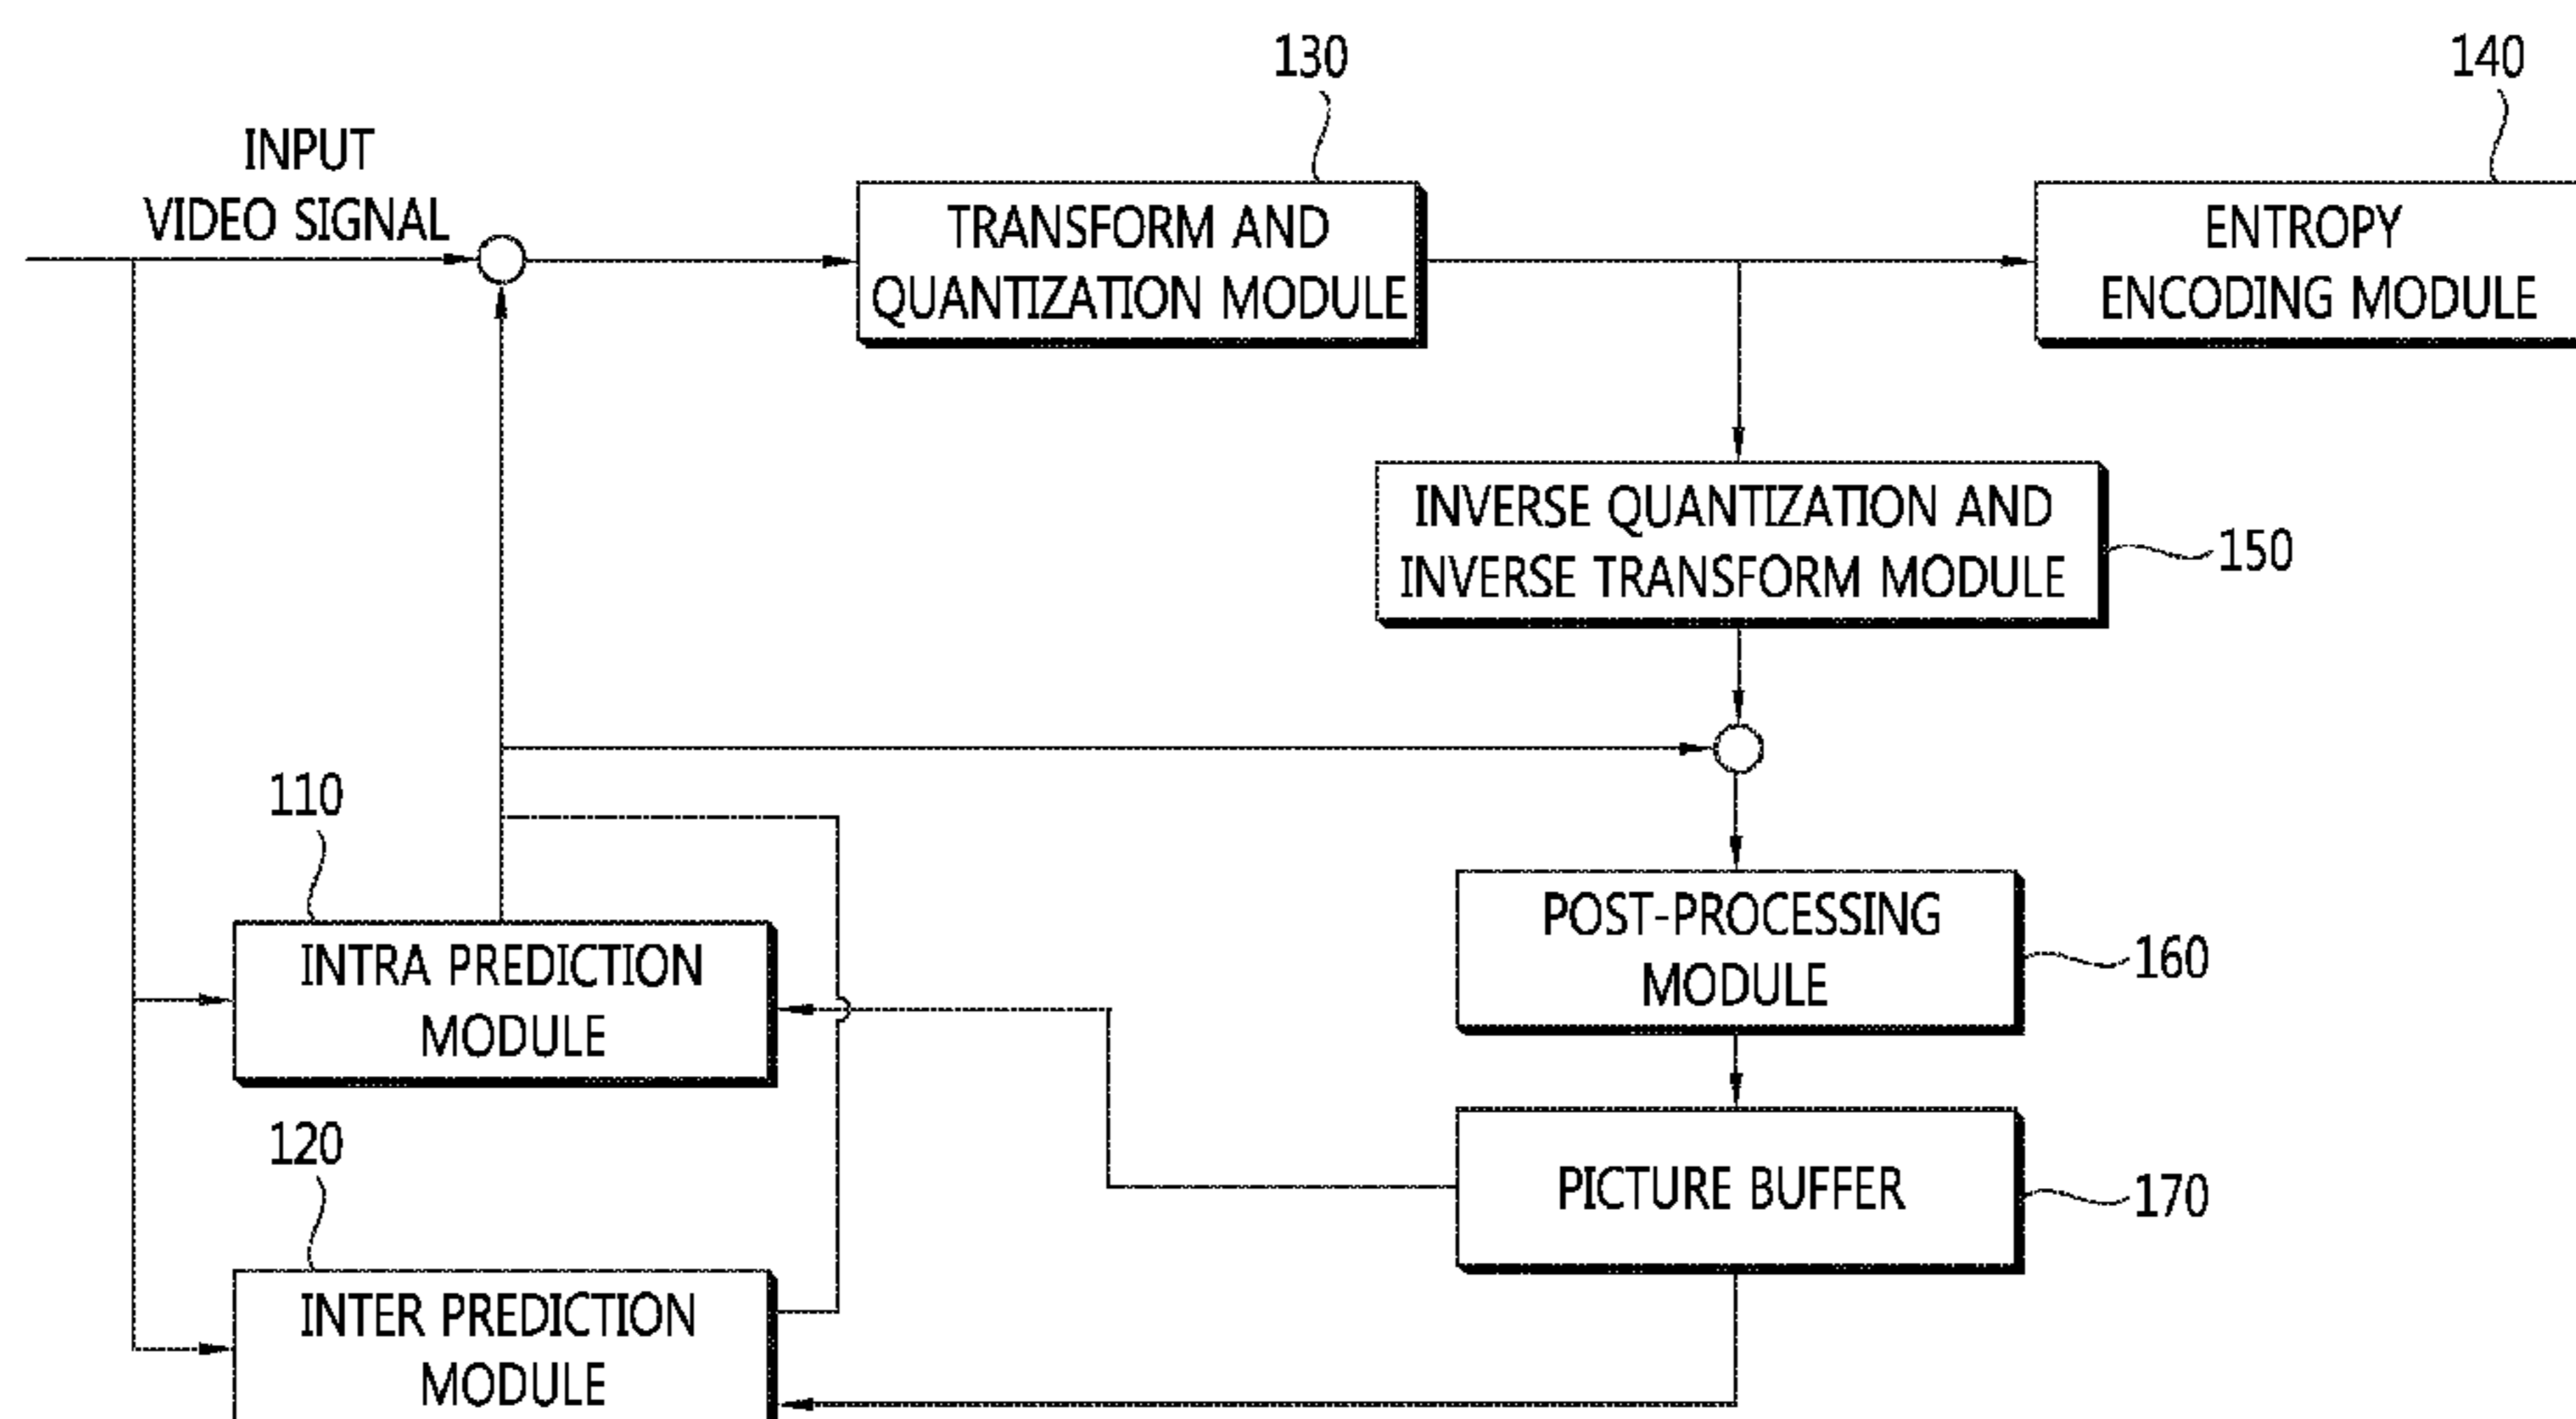 130
140
INPUT
VIDEO SIGNAL
TRANSFORM AND
QUANTIZATION MODULE
ENTROPY
ENCODING MODULE
INVERSE QUANTIZATION AND
INVERSE TRANSFORM MODULE
150
110
INTRA PREDICTION
MODULE
POST-PROCESSING
MODULE
160
120
INTER PREDICTION
MODULE
PICTURE BUFFER
170